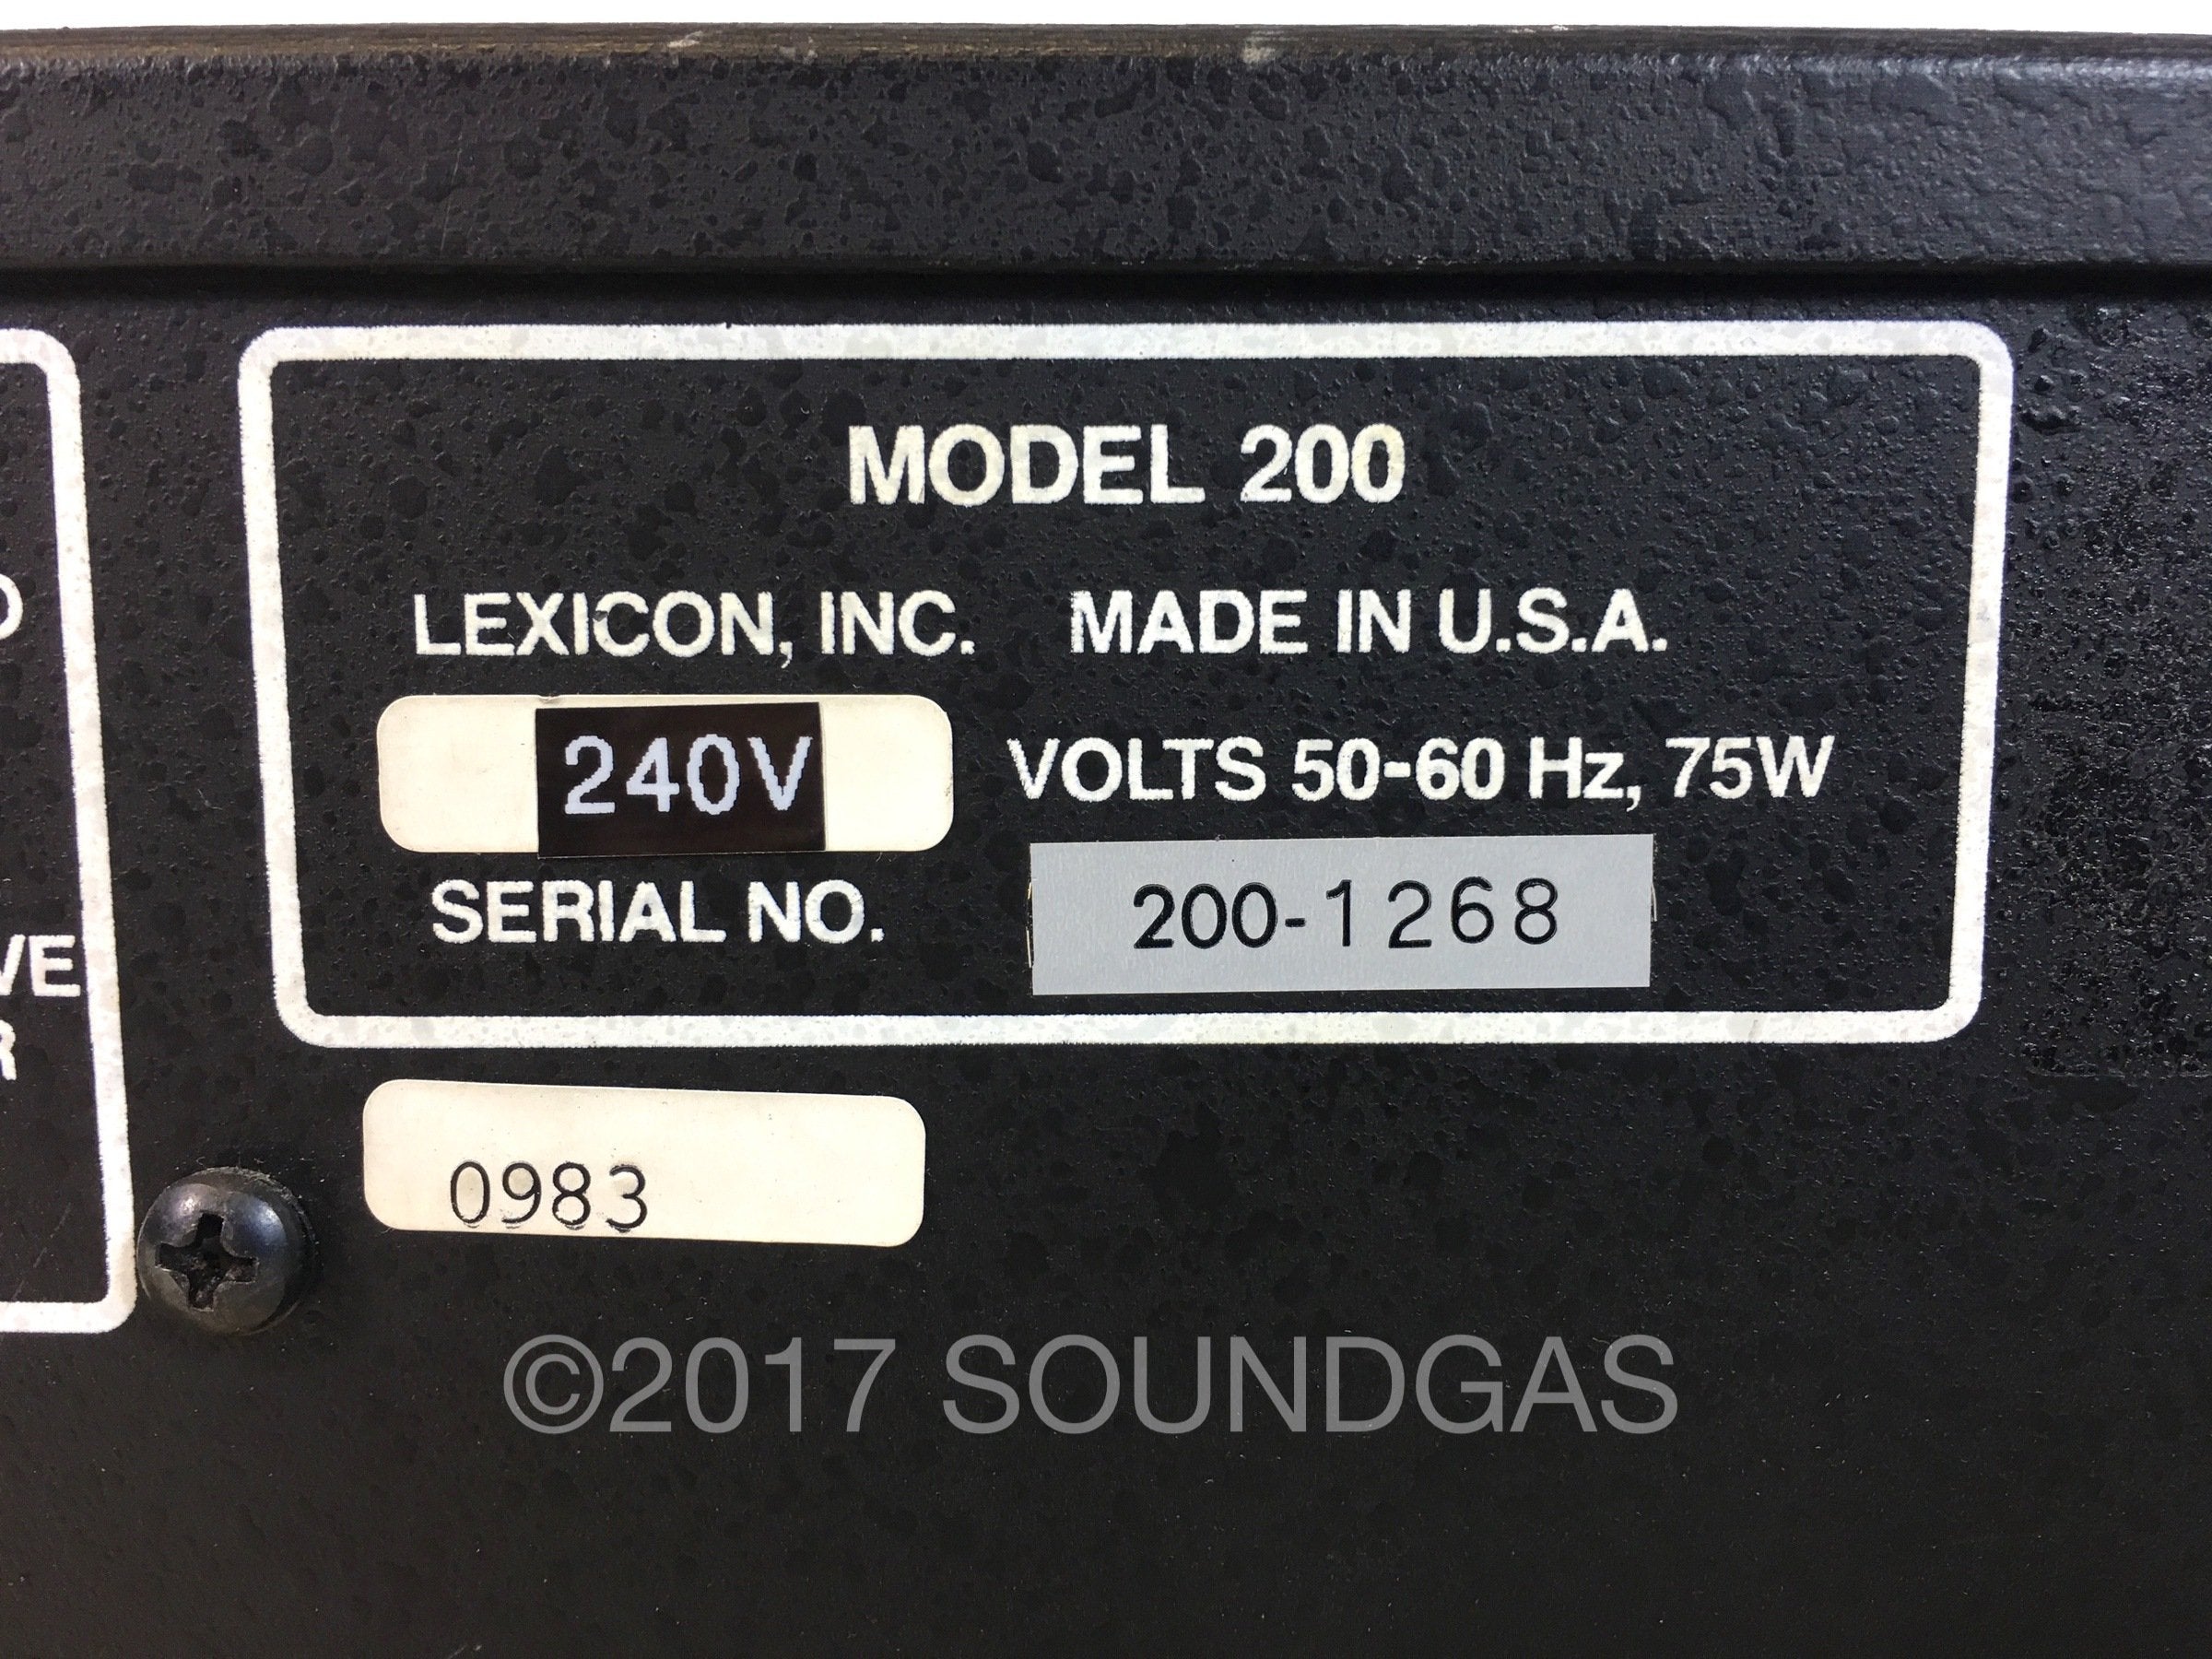 MODEL 200
LEXICON, INC. MADE IN U.S.A.
240V VOLTS 50-60 Hz, 75W
SERIAL NO. 200-1268
0983
©2017 SOUNDGAS